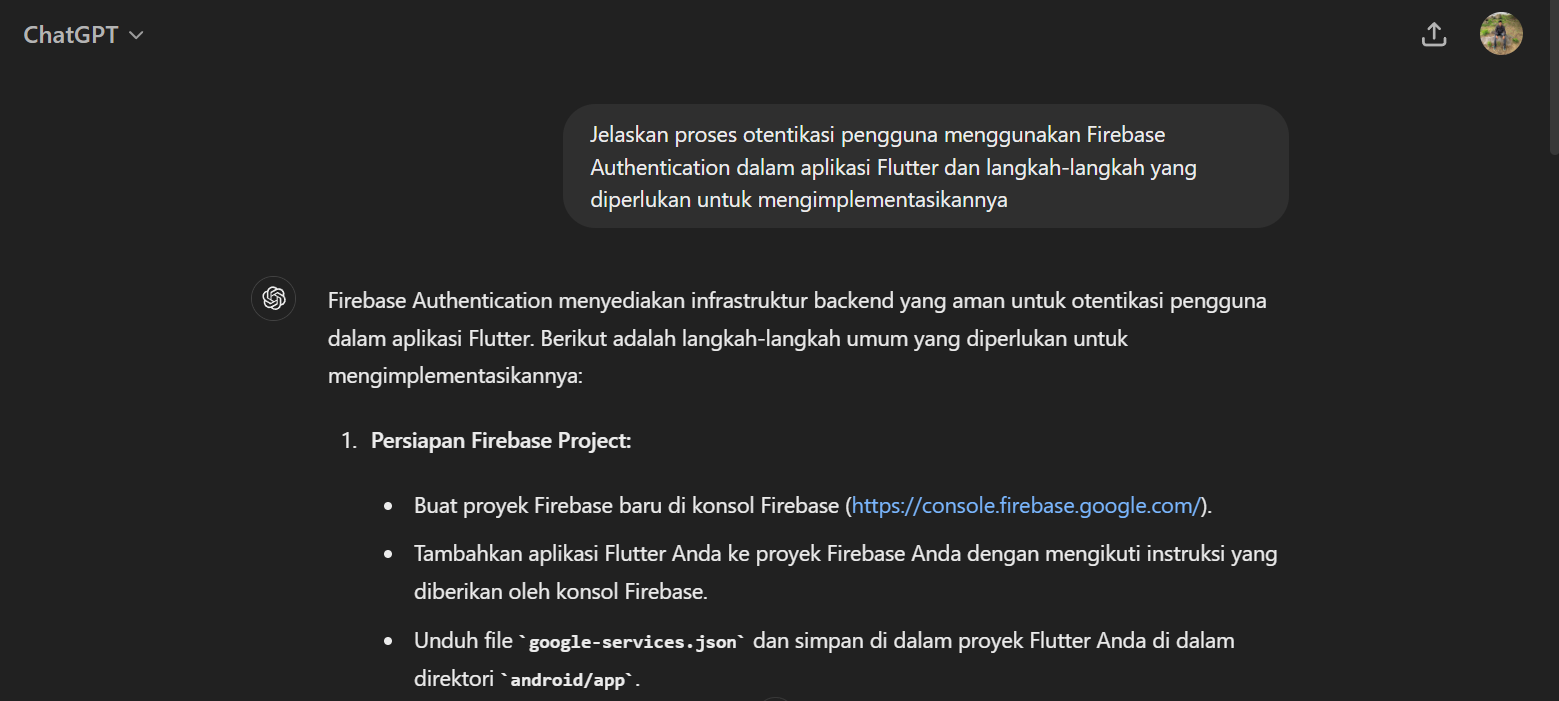 ChatGPT
Jelaskan proses otentikasi pengguna menggunakan Firebase
Authentication dalam aplikasi Flutter dan langkah-langkah yang
diperlukan untuk mengimplementasikannya
Firebase Authentication menyediakan infrastruktur backend yang aman untuk otentikasi pengguna
dalam aplikasi Flutter. Berikut adalah langkah-langkah umum yang diperlukan untuk
mengimplementasikannya:
1. Persiapan Firebase Project:
• Buat proyek Firebase baru di konsol Firebase (https://console.firebase.google.com/).
• Tambahkan aplikasi Flutter Anda ke proyek Firebase Anda dengan mengikuti instruksi yang
diberikan oleh konsol Firebase.
• Unduh file `google-services.json` dan simpan di dalam proyek Flutter Anda di dalam
direktori `android/app`.